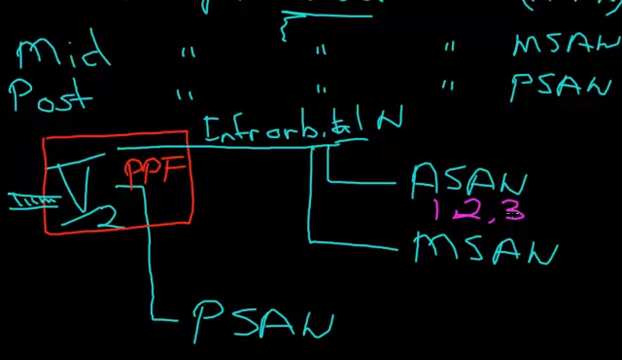 Mid " " " MSAN
Post " " " PSAN
Infraorbital N
V2 PPF
ASAN
1, 2, 3
MSAN
PSAN